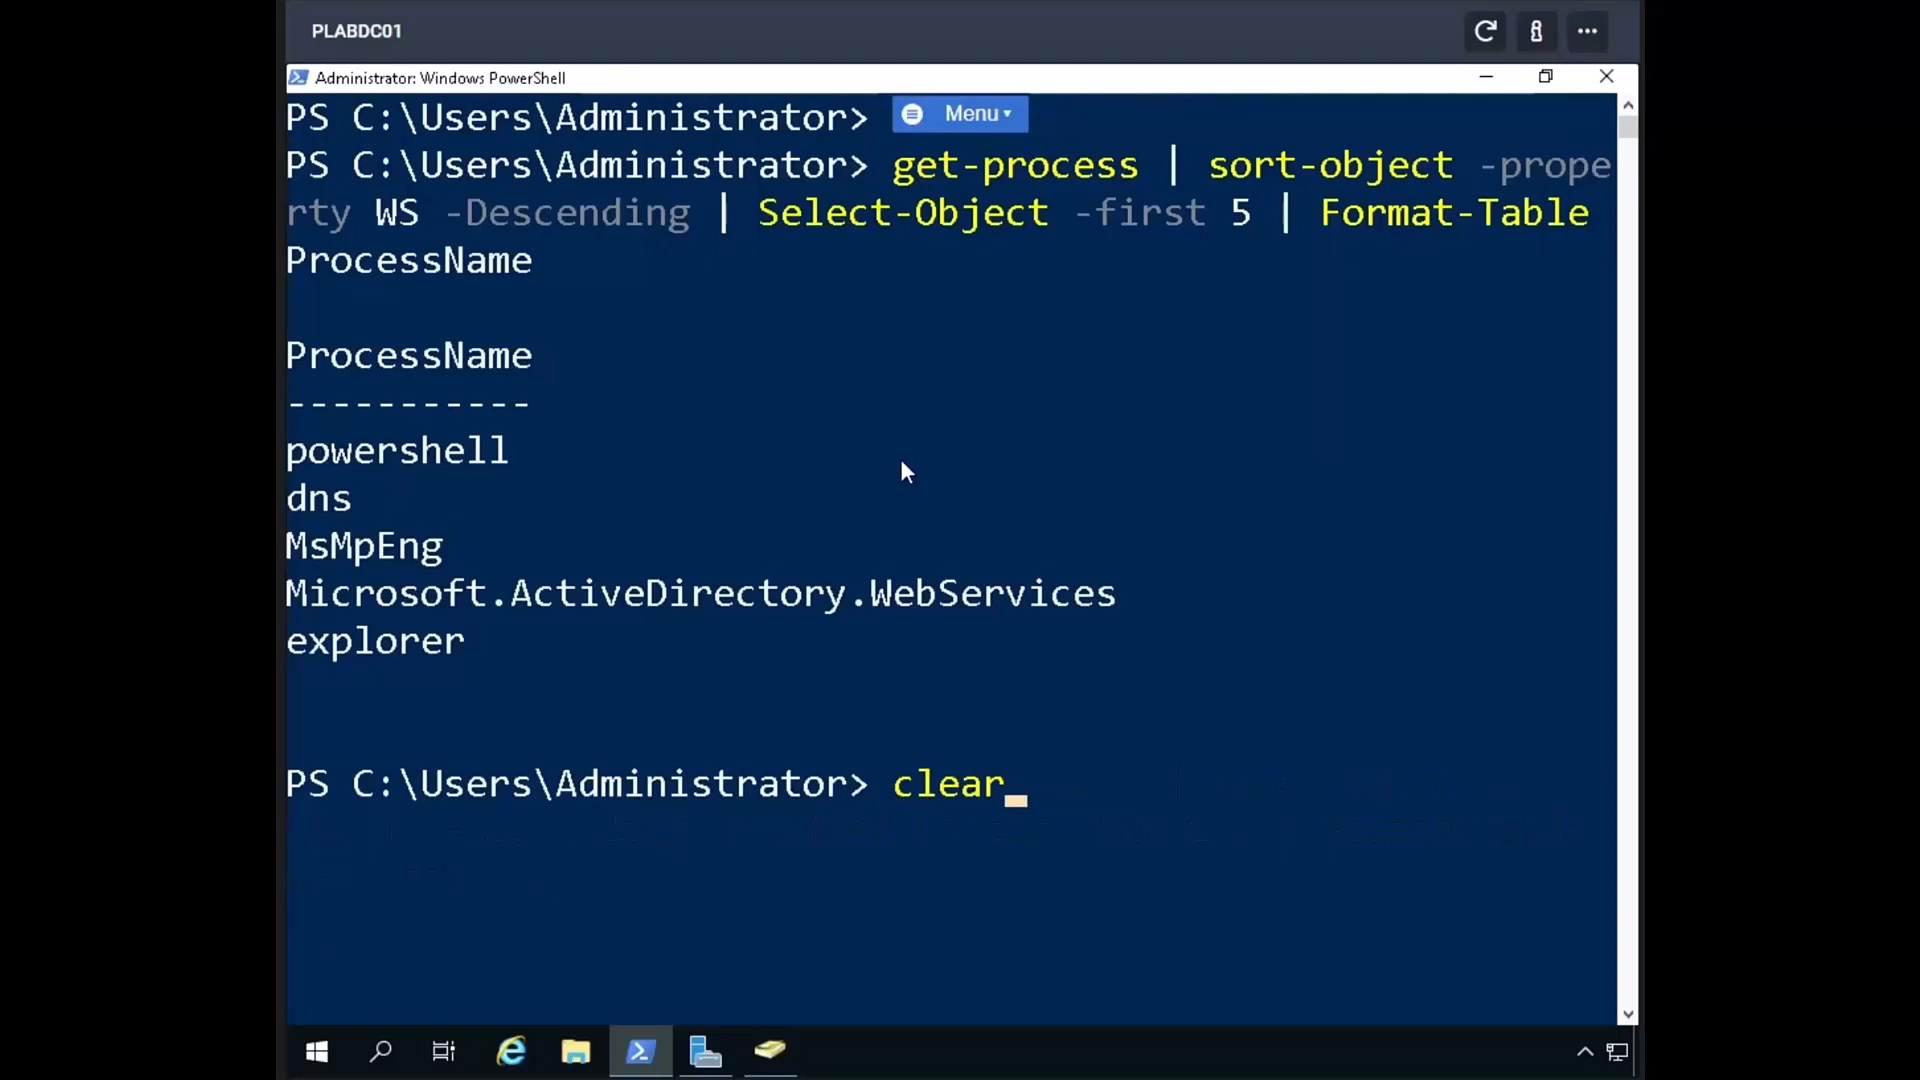 PLABDC01
Administrator: Windows PowerShell
PS C:\Users\Administrator> Menu
PS C:\Users\Administrator> get-process | sort-object -prope
rty WS -Descending | Select-Object -first 5 | Format-Table
ProcessName
ProcessName
-----------
powershell
dns
MsMpEng
Microsoft.ActiveDirectory.WebServices
explorer
PS C:\Users\Administrator> clear_